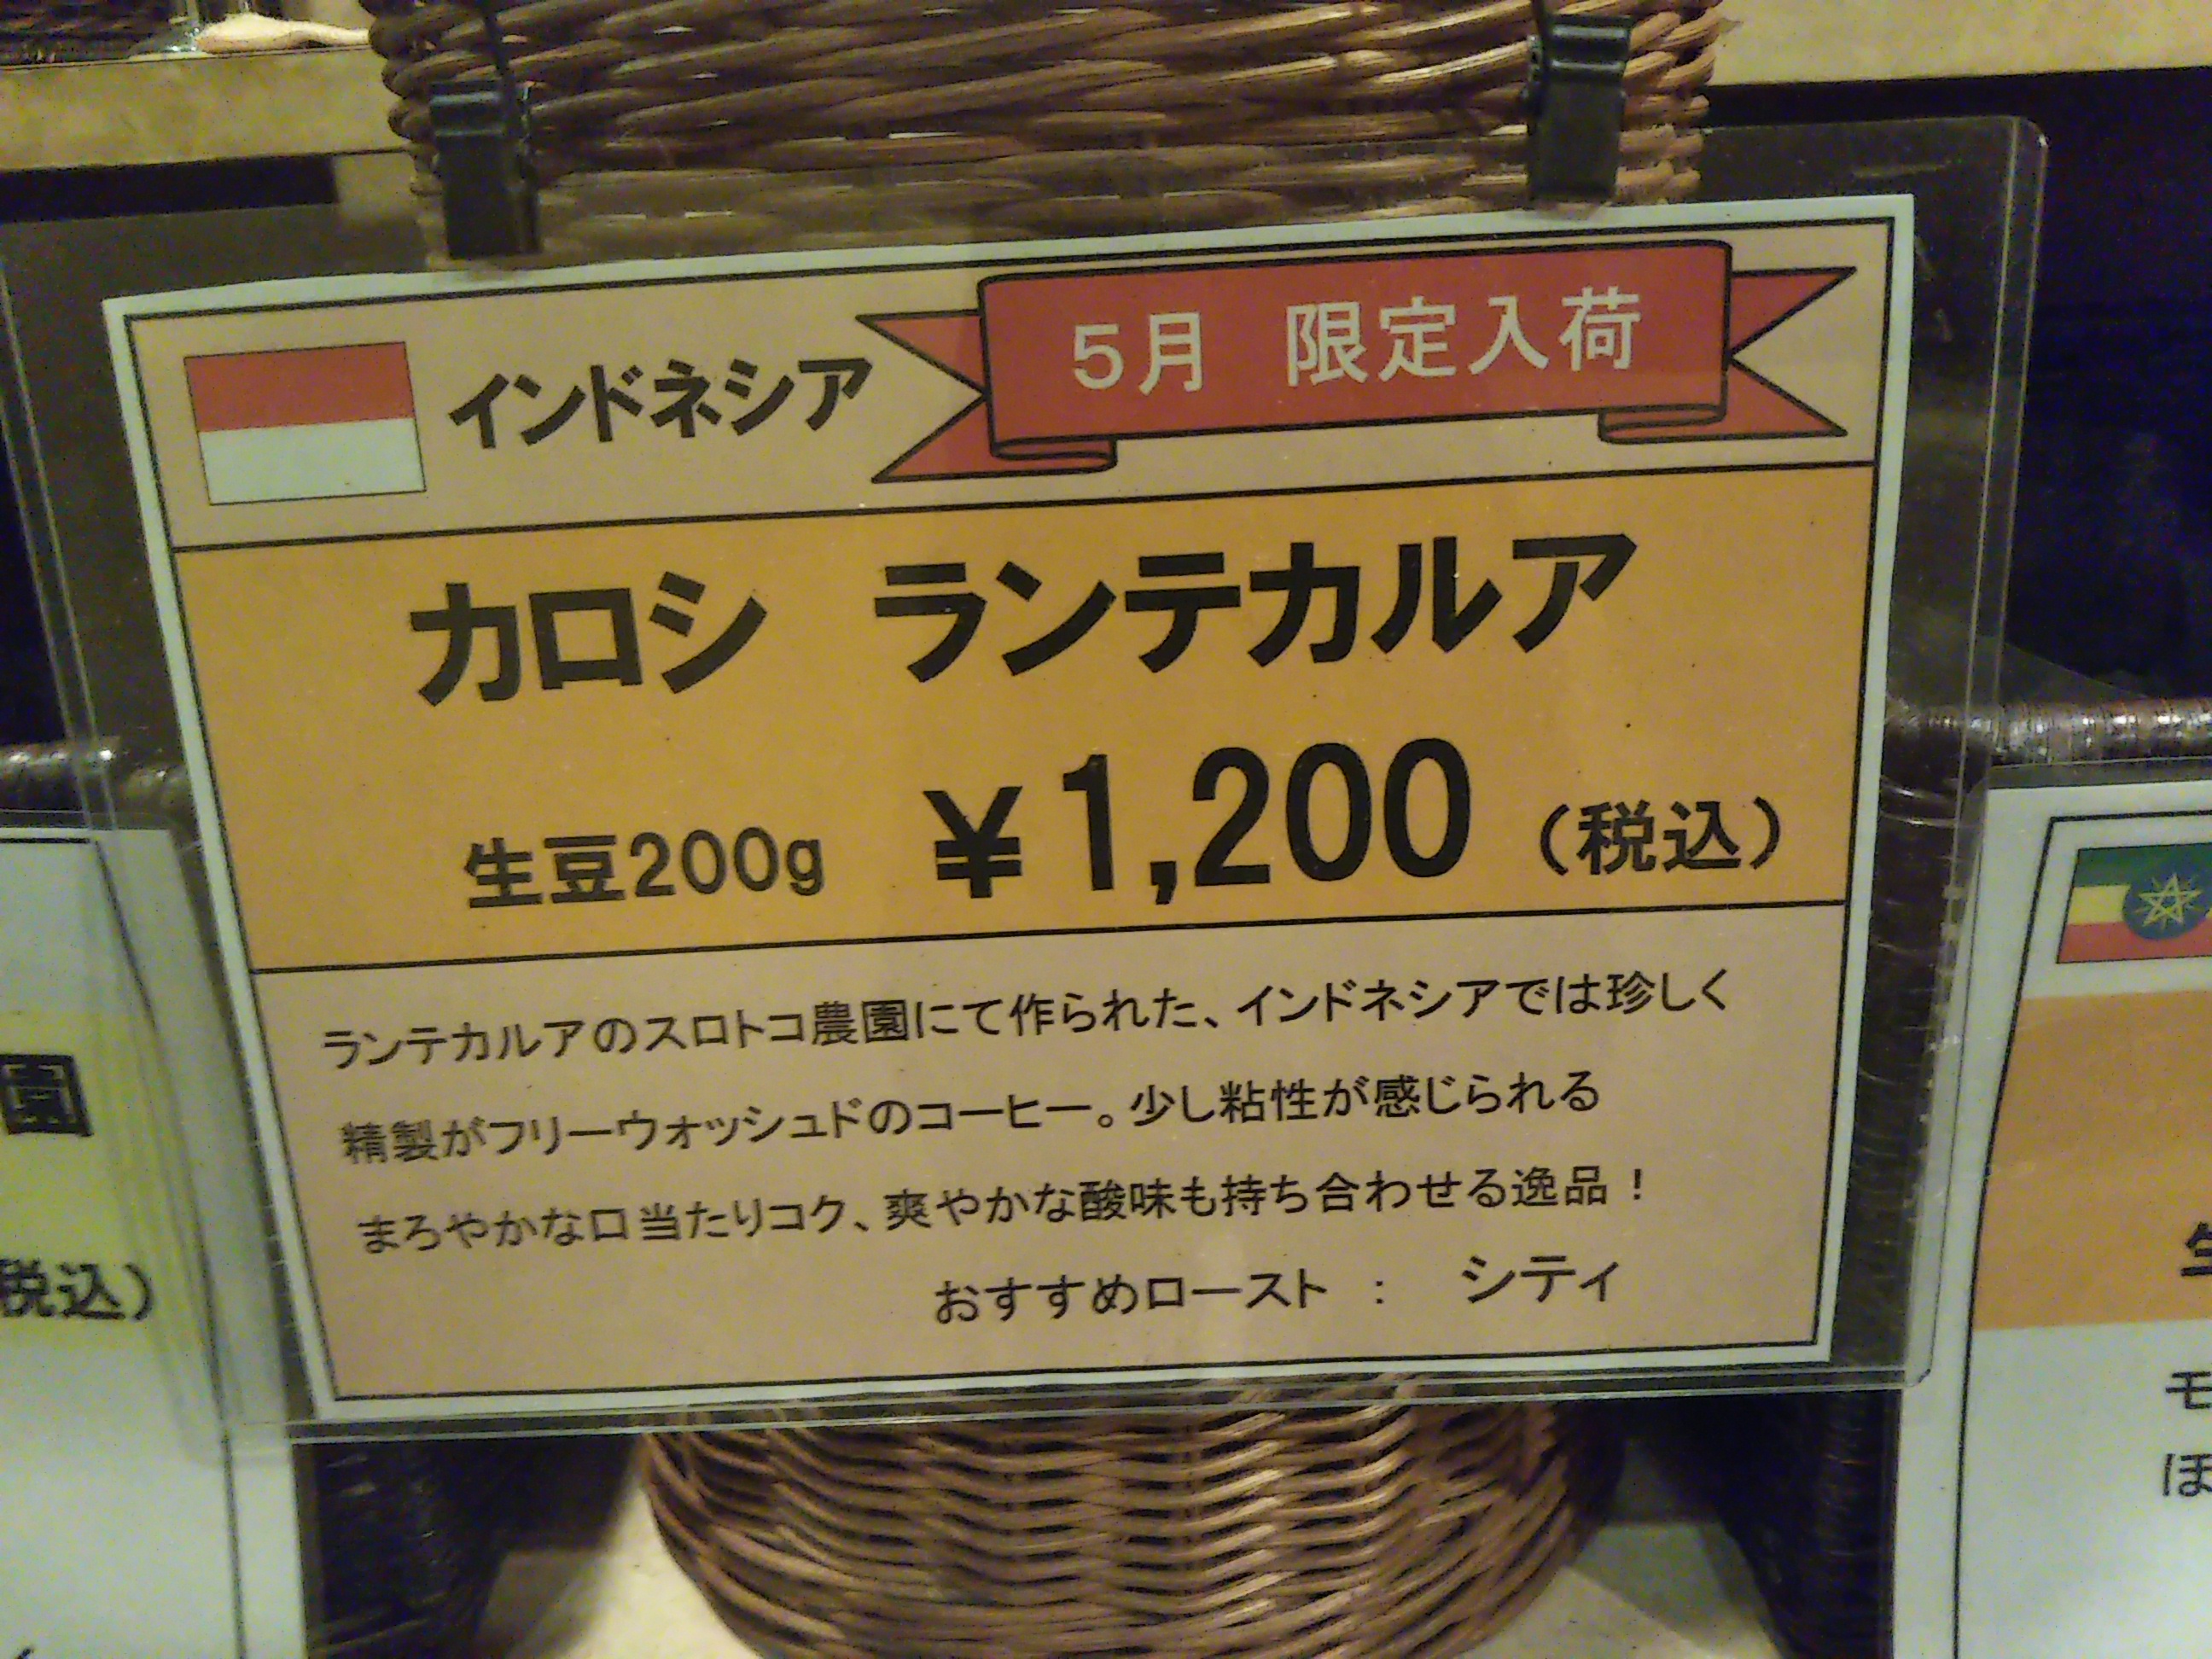 インドネシア
5月 限定入荷
カロシ ランテカルア
生豆200g ￥1,200 (税込)
ランテカルアのスロトコ農園にて作られた、インドネシアでは珍しく
精製がフリーウォッシュドのコーヒー。少し粘性が感じられる
まろやかな口当たりコク、爽やかな酸味も持ち合わせる逸品！
おすすめロースト ： シティ
園
税込)
モ
ほ